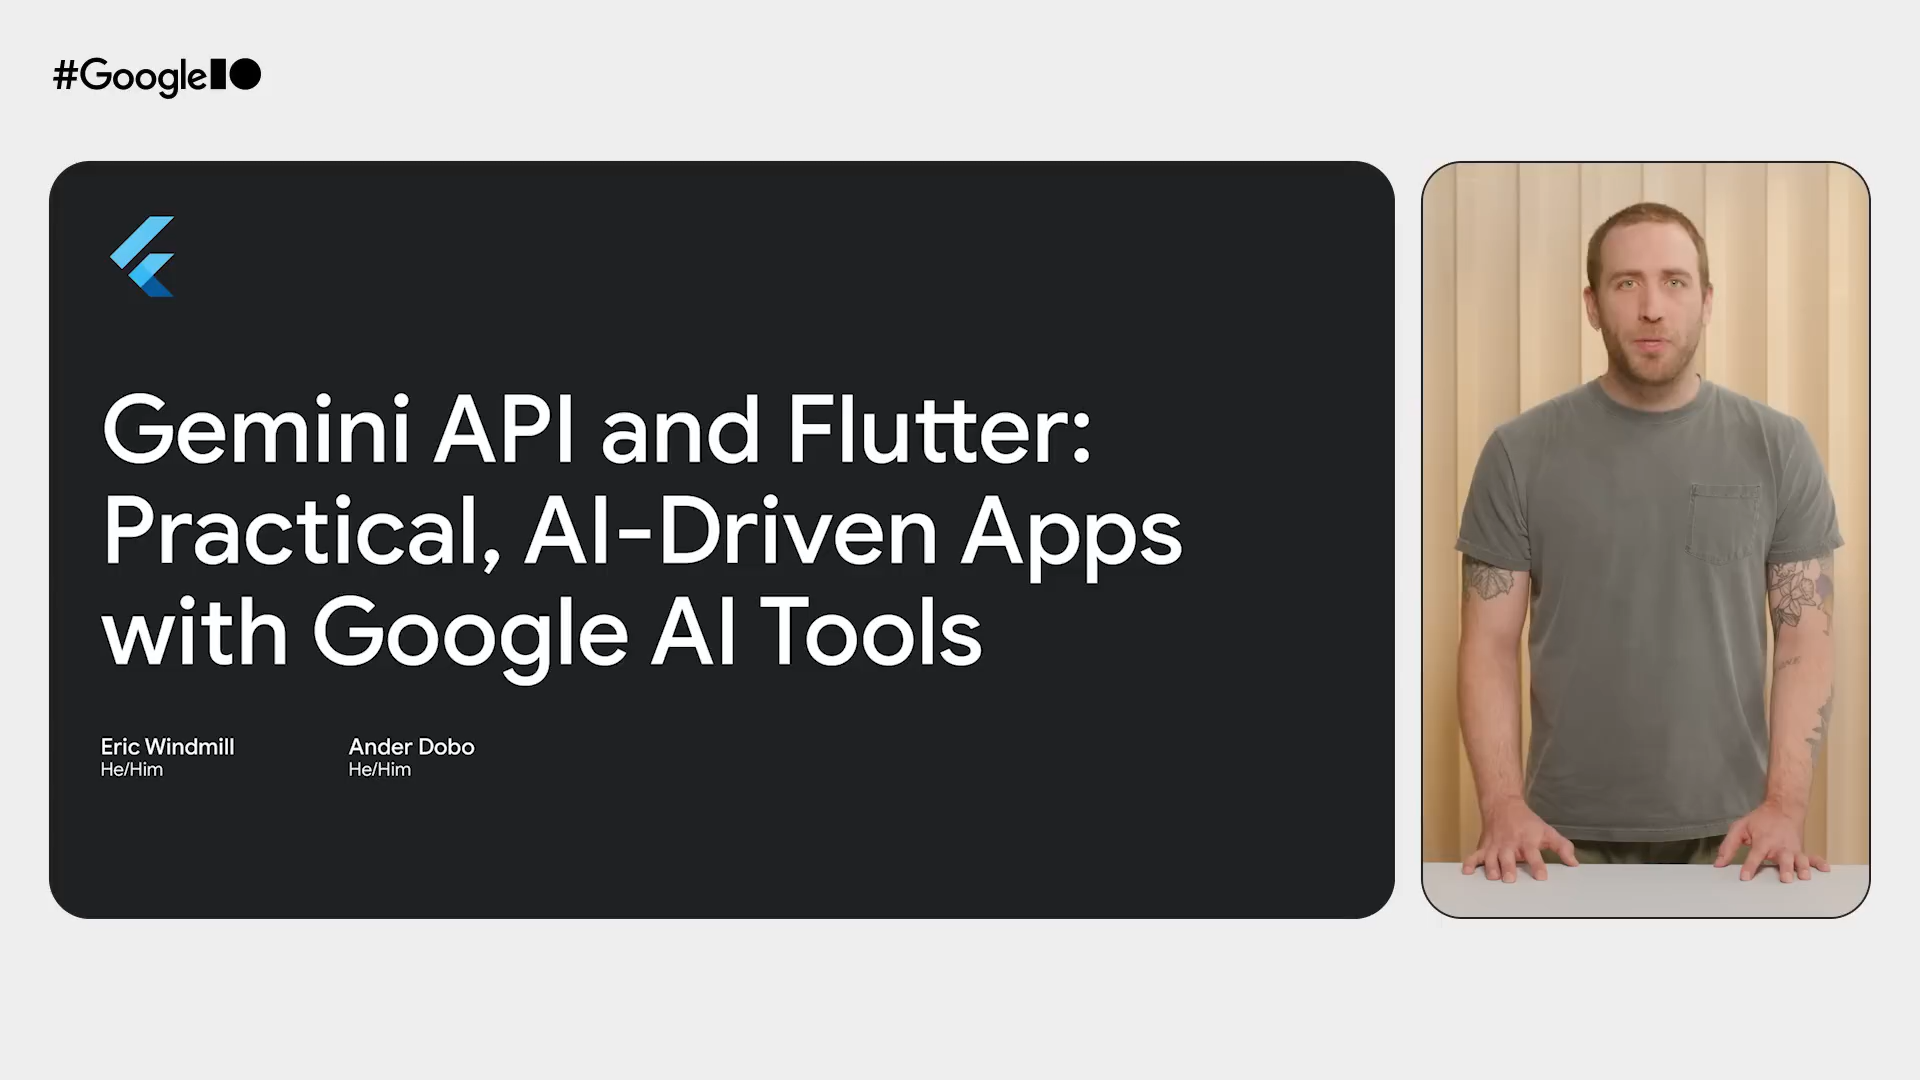 #GoogleIO
Gemini API and Flutter:
Practical, AI-Driven Apps
with Google AI Tools
Eric Windmill
He/Him
Ander Dobo
He/Him